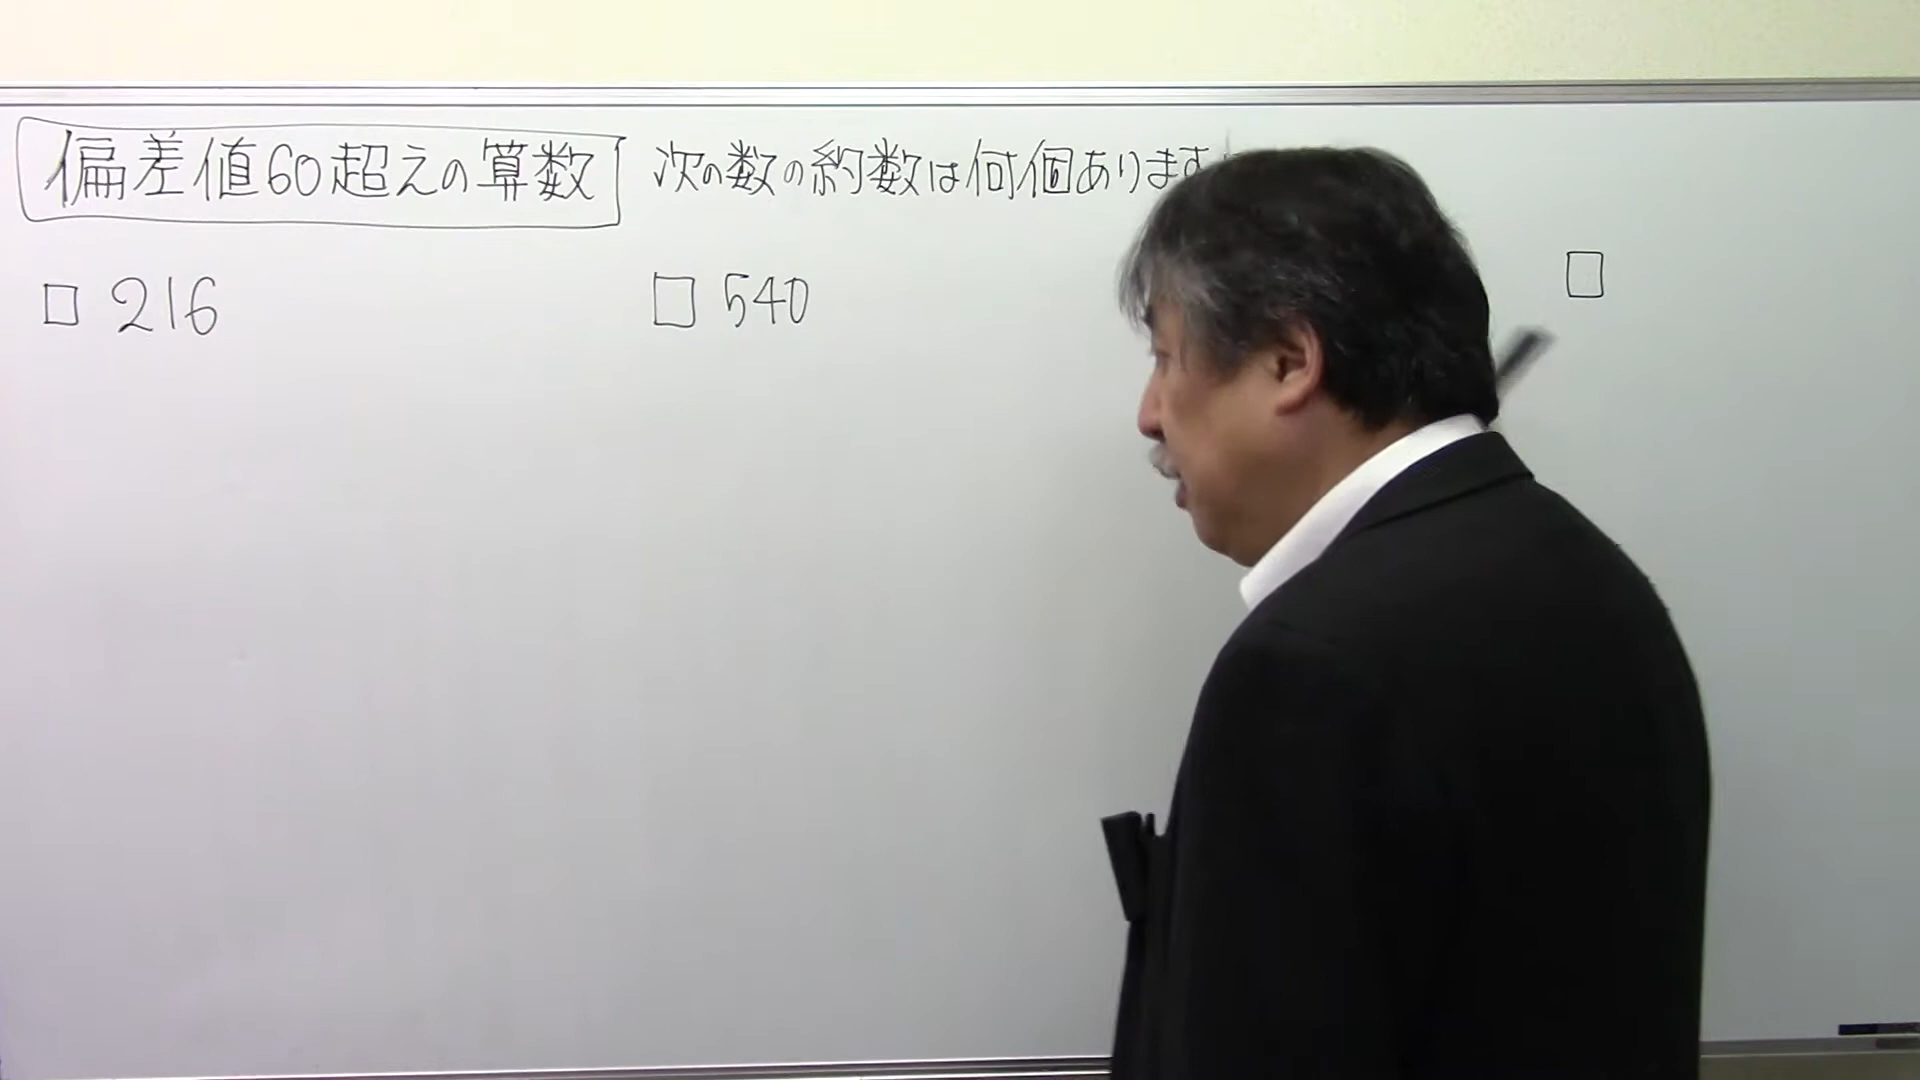 偏差値60超えの算数
次の数の約数は何個あります
□ 216
□ 540
□